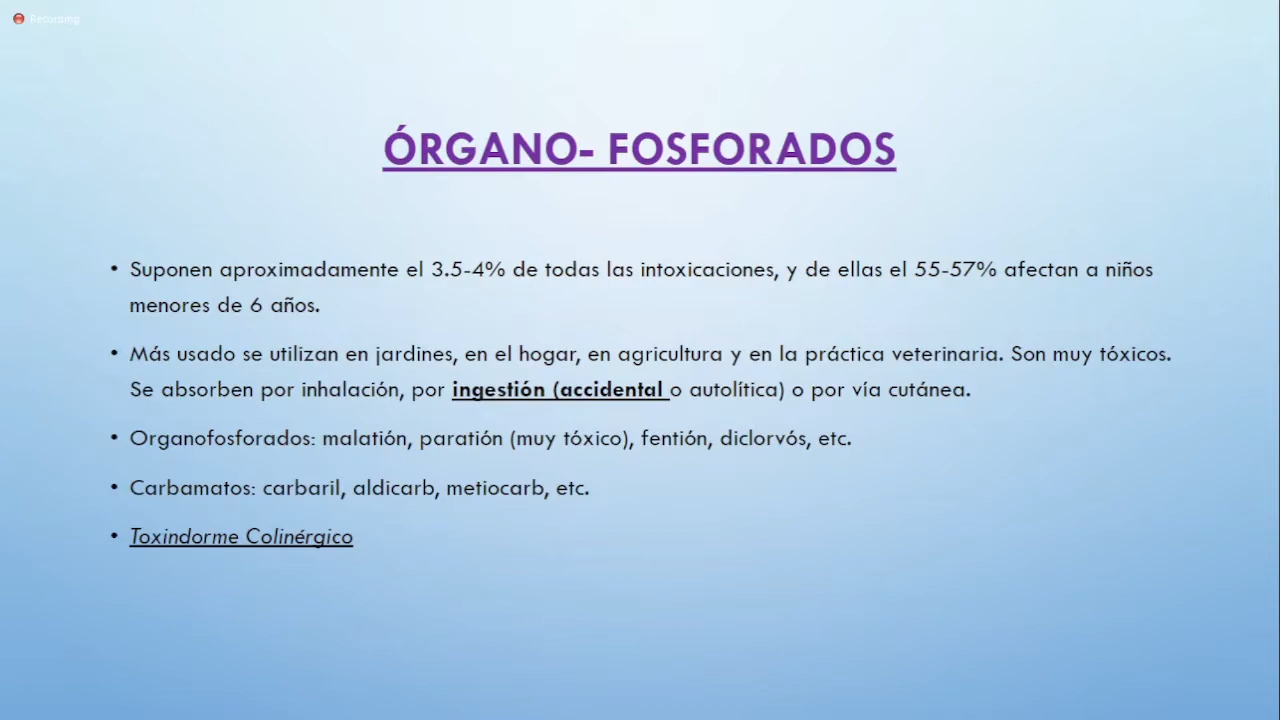 Recording
ÓRGANO- FOSFORADOS
• Suponen aproximadamente el 3.5-4% de todas las intoxicaciones, y de ellas el 55-57% afectan a niños
menores de 6 años.
• Más usado se utilizan en jardines, en el hogar, en agricultura y en la práctica veterinaria. Son muy tóxicos.
Se absorben por inhalación, por ingestión (accidental o autolítica) o por vía cutánea.
• Organofosforados: malatión, paratión (muy tóxico), fentión, diclorvós, etc.
• Carbamatos: carbaril, aldicarb, metiocarb, etc.
• Toxindorme Colinérgico